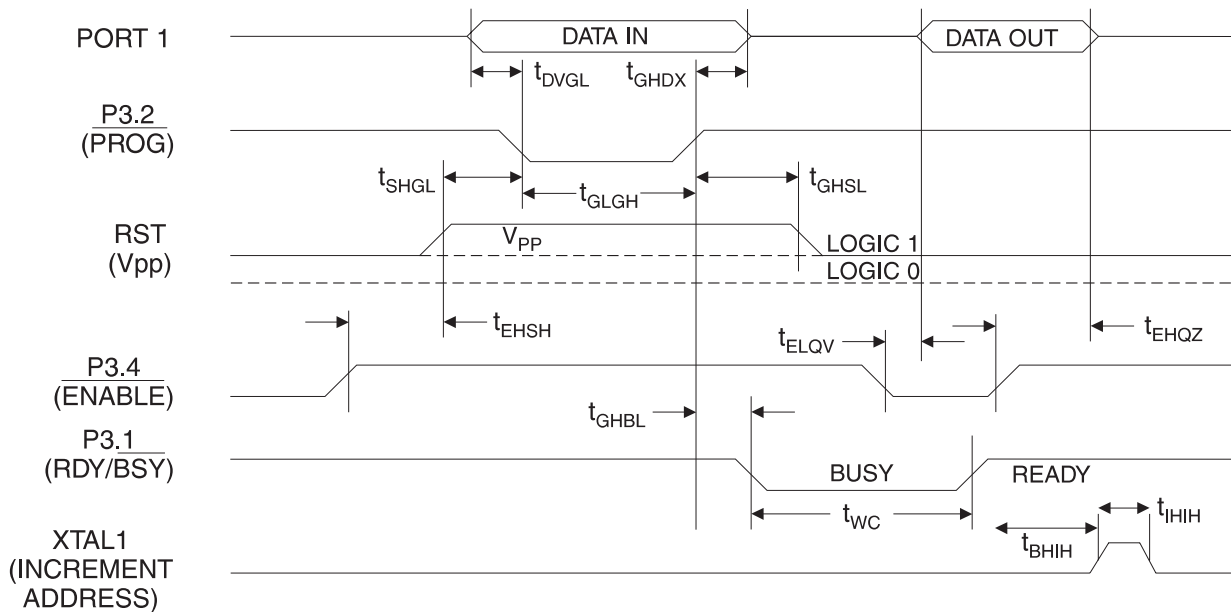 PORT 1
DATA IN
DATA OUT
tDVGL
tGHDX
P3.2
(PROG)
tSHGL
tGLGH
tGHSL
RST
(Vpp)
VPP
LOGIC 1
LOGIC 0
tEHSH
tELQV
tEHQZ
P3.4
(ENABLE)
tGHBL
P3.1
(RDY/BSY)
BUSY
READY
tWC
tIHIH
tBHIH
XTAL1
(INCREMENT
ADDRESS)